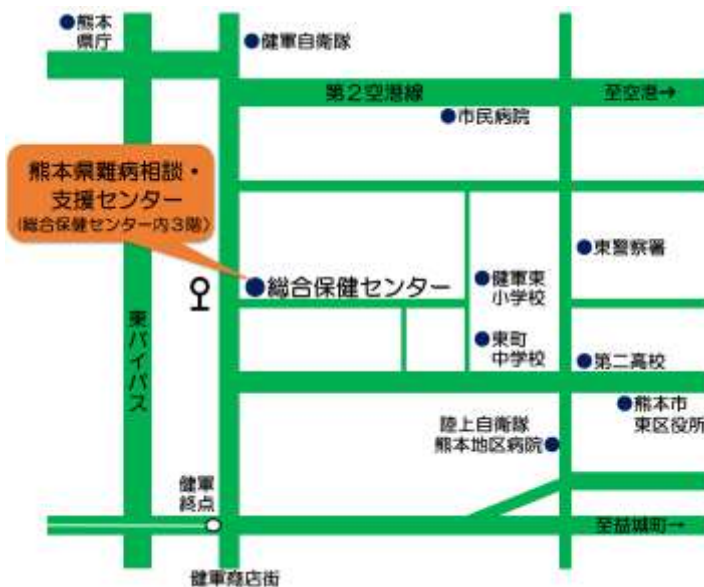 熊本
県庁
健軍自衛隊
第2空港線
至空港→
市民病院
熊本県難病相談・
支援センター
(総合保健センター内3階)
東警察署
総合保健センター
健軍東
小学校
東バイパス
東町
中学校
第二高校
熊本市
東区役所
陸上自衛隊
熊本地区病院
健軍
終点
至益城町→
健軍商店街